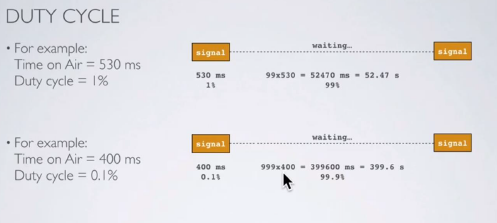 DUTY CYCLE
• For example:
Time on Air = 530 ms
Duty cycle = 1%
signal
waiting…
signal
530 ms
1%
99x530 = 52470 ms = 52.47 s
99%
• For example:
Time on Air = 400 ms
Duty cycle = 0.1%
signal
waiting…
signal
400 ms
0.1%
999x400 = 399600 ms = 399.6 s
99.9%